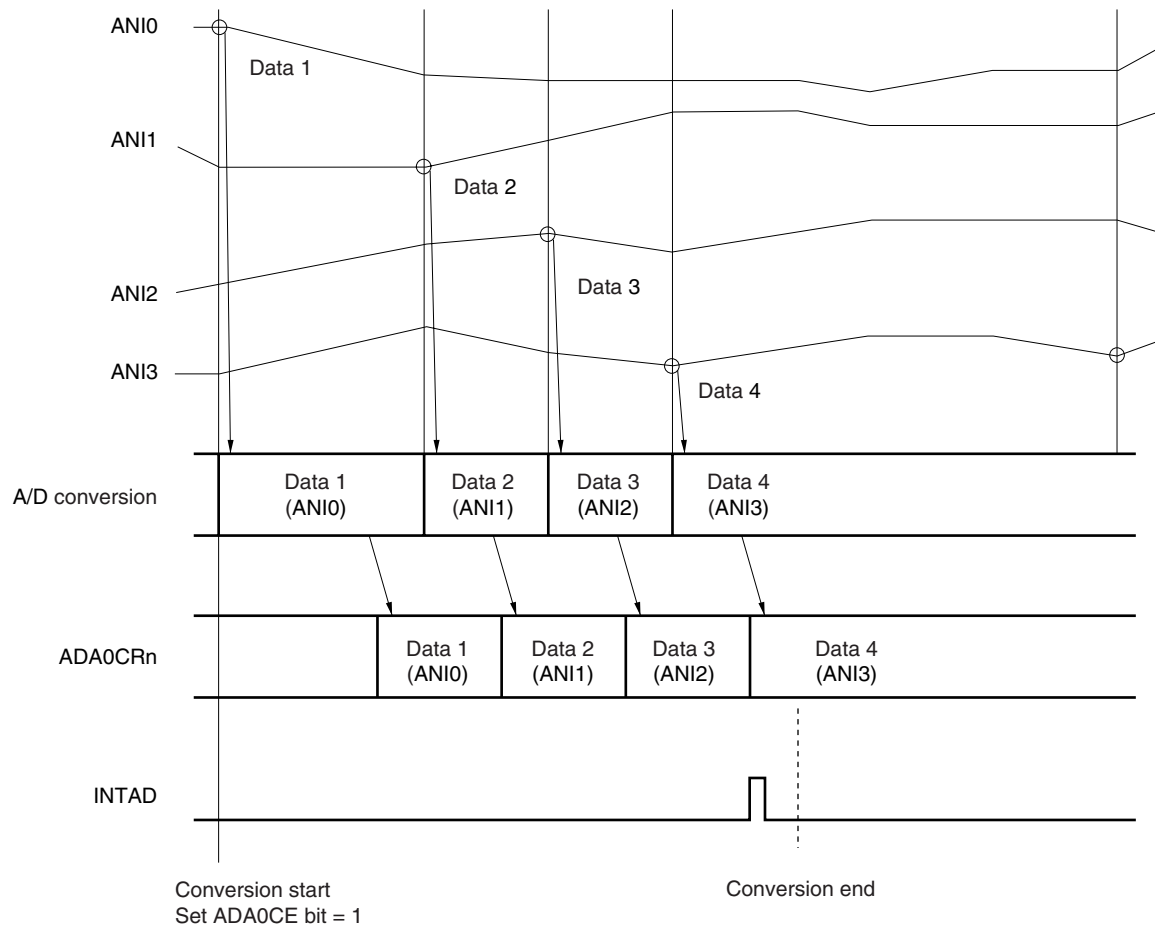 ANI0
Data 1
ANI1
Data 2
ANI2
Data 3
ANI3
Data 4
A/D conversion
Data 1
(ANI0)
Data 2
(ANI1)
Data 3
(ANI2)
Data 4
(ANI3)
ADA0CRn
Data 1
(ANI0)
Data 2
(ANI1)
Data 3
(ANI2)
Data 4
(ANI3)
INTAD
Conversion start
Set ADA0CE bit = 1
Conversion end